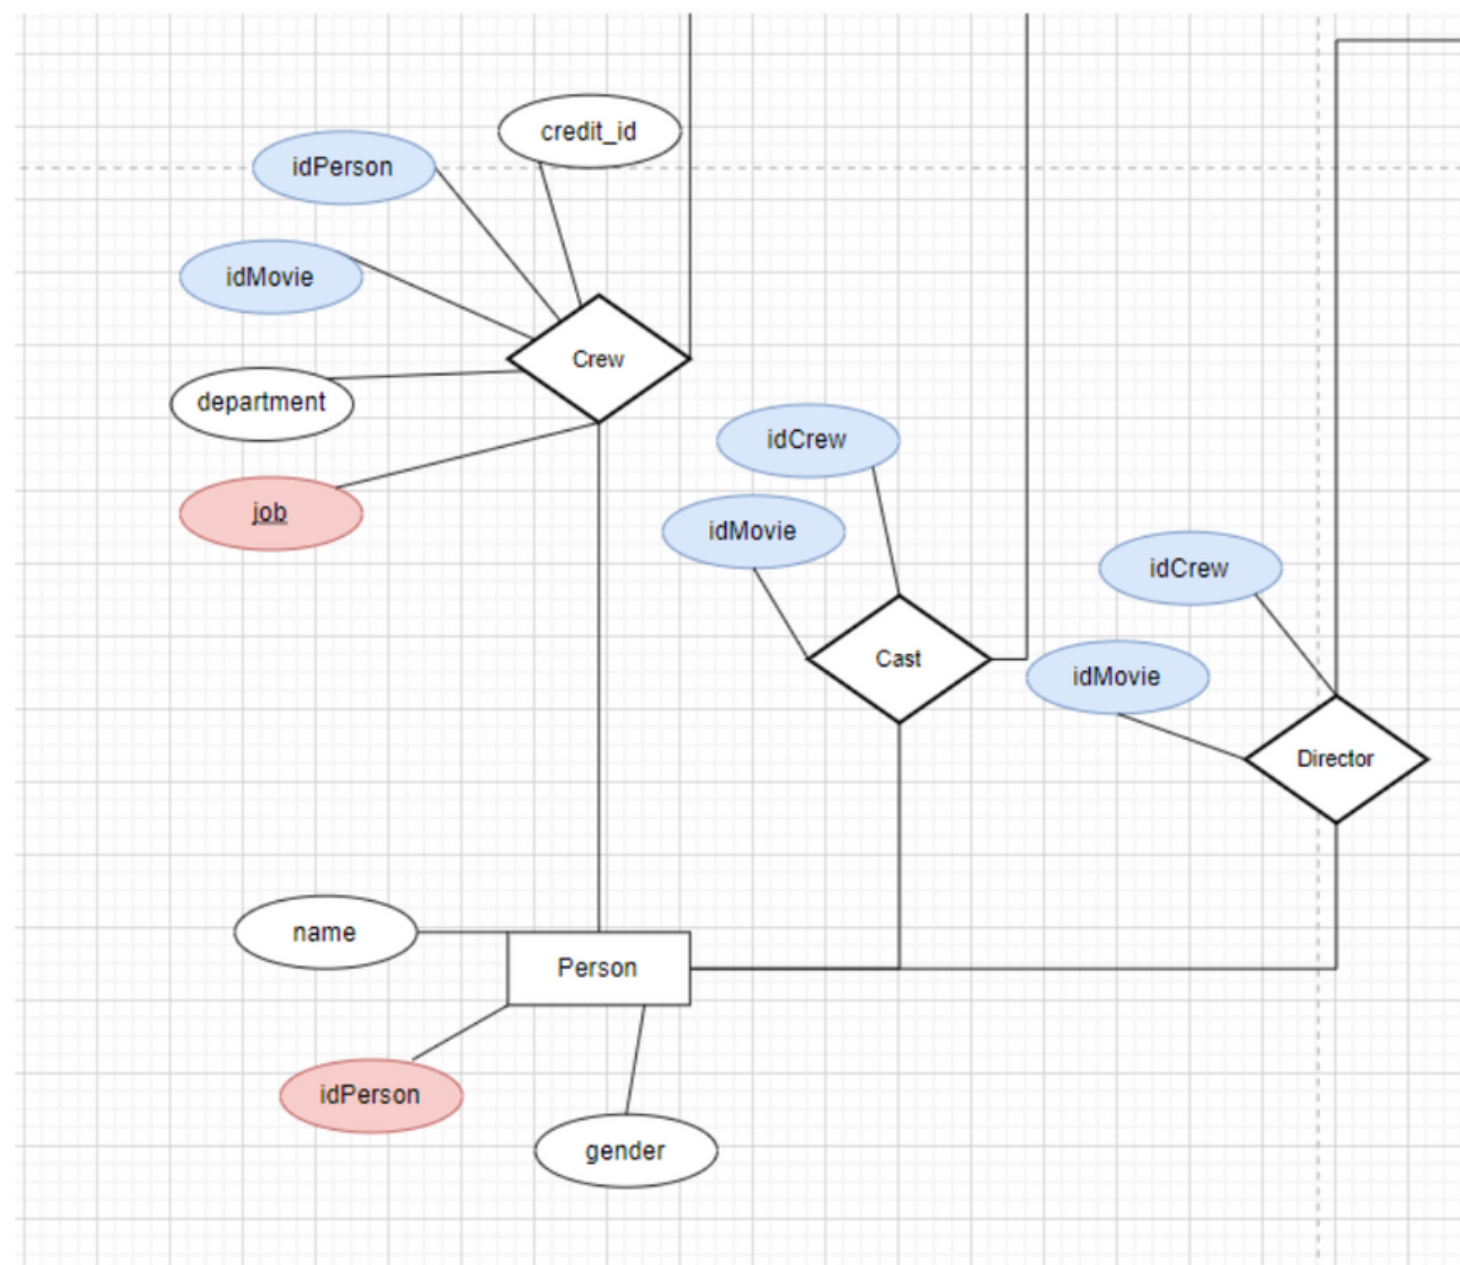 credit_id
idPerson
idMovie
Crew
department
job
idCrew
idMovie
Cast
idCrew
idMovie
Director
name
Person
idPerson
gender